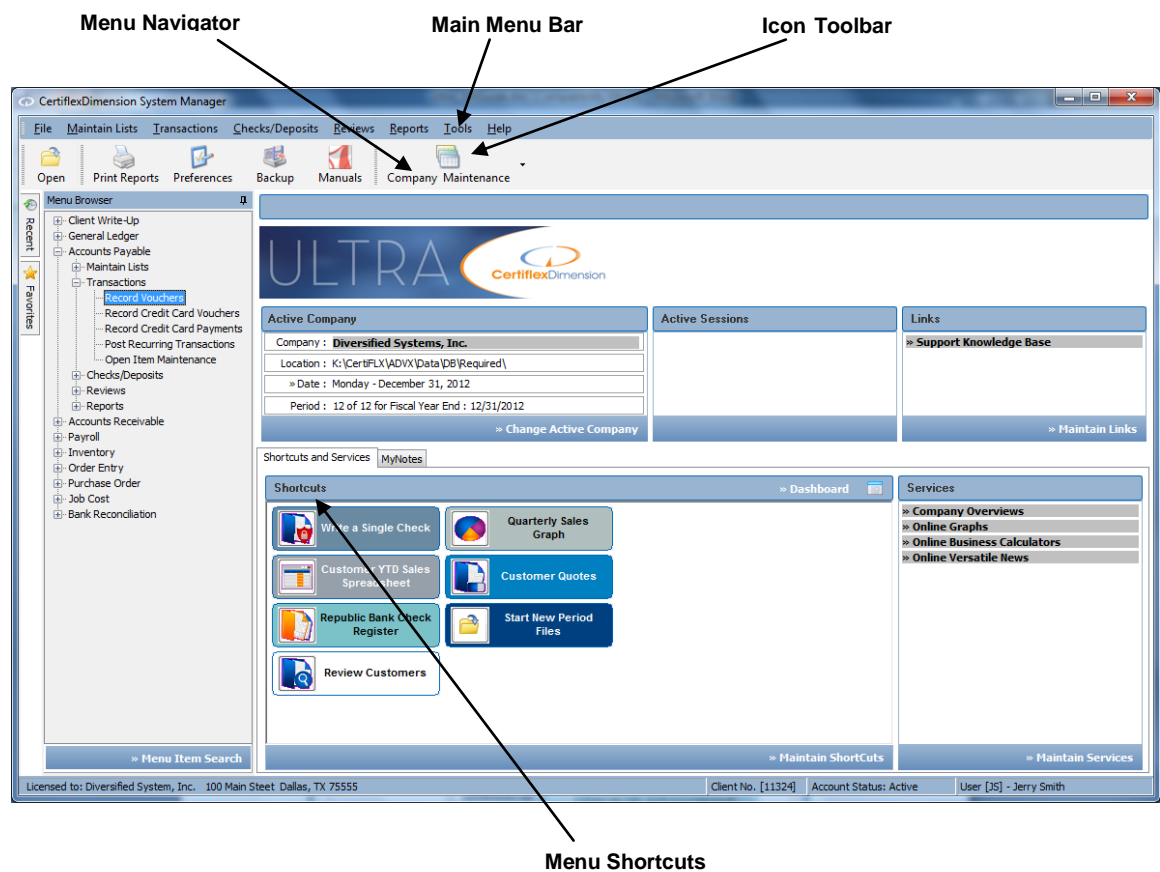 Menu Navigator
Main Menu Bar
Icon Toolbar
CertiflexDimension System Manager
File Maintain Lists Transactions Checks/Deposits Reviews Reports Tools Help
Open Print Reports Preferences Backup Manuals Company Maintenance
Recent
Favorites
Menu Browser
Client Write-Up
General Ledger
Accounts Payable
Maintain Lists
Transactions
Record Vouchers
Record Credit Card Vouchers
Record Credit Card Payments
Post Recurring Transactions
Open Item Maintenance
Checks/Deposits
Reviews
Reports
Accounts Receivable
Payroll
Inventory
Order Entry
Purchase Order
Job Cost
Bank Reconciliation
» Menu Item Search
ULTRA
CertiflexDimension
Active Company
Company : Diversified Systems, Inc.
Location : K:\CertiFLX\ADVX\Data\DB\Required\
» Date : Monday - December 31, 2012
Period : 12 of 12 for Fiscal Year End : 12/31/2012
» Change Active Company
Active Sessions
Links
» Support Knowledge Base
» Maintain Links
Shortcuts and Services MyNotes
Shortcuts » Dashboard
Write a Single Check
Quarterly Sales
Graph
Customer YTD Sales
Spreadsheet
Customer Quotes
Republic Bank Check
Register
Start New Period
Files
Review Customers
» Maintain ShortCuts
Services
» Company Overviews
» Online Graphs
» Online Business Calculators
» Online Versatile News
» Maintain Services
Licensed to: Diversified System, Inc. 100 Main Steet Dallas, TX 75555
Client No. [11324] Account Status: Active User [JS] - Jerry Smith
Menu Shortcuts